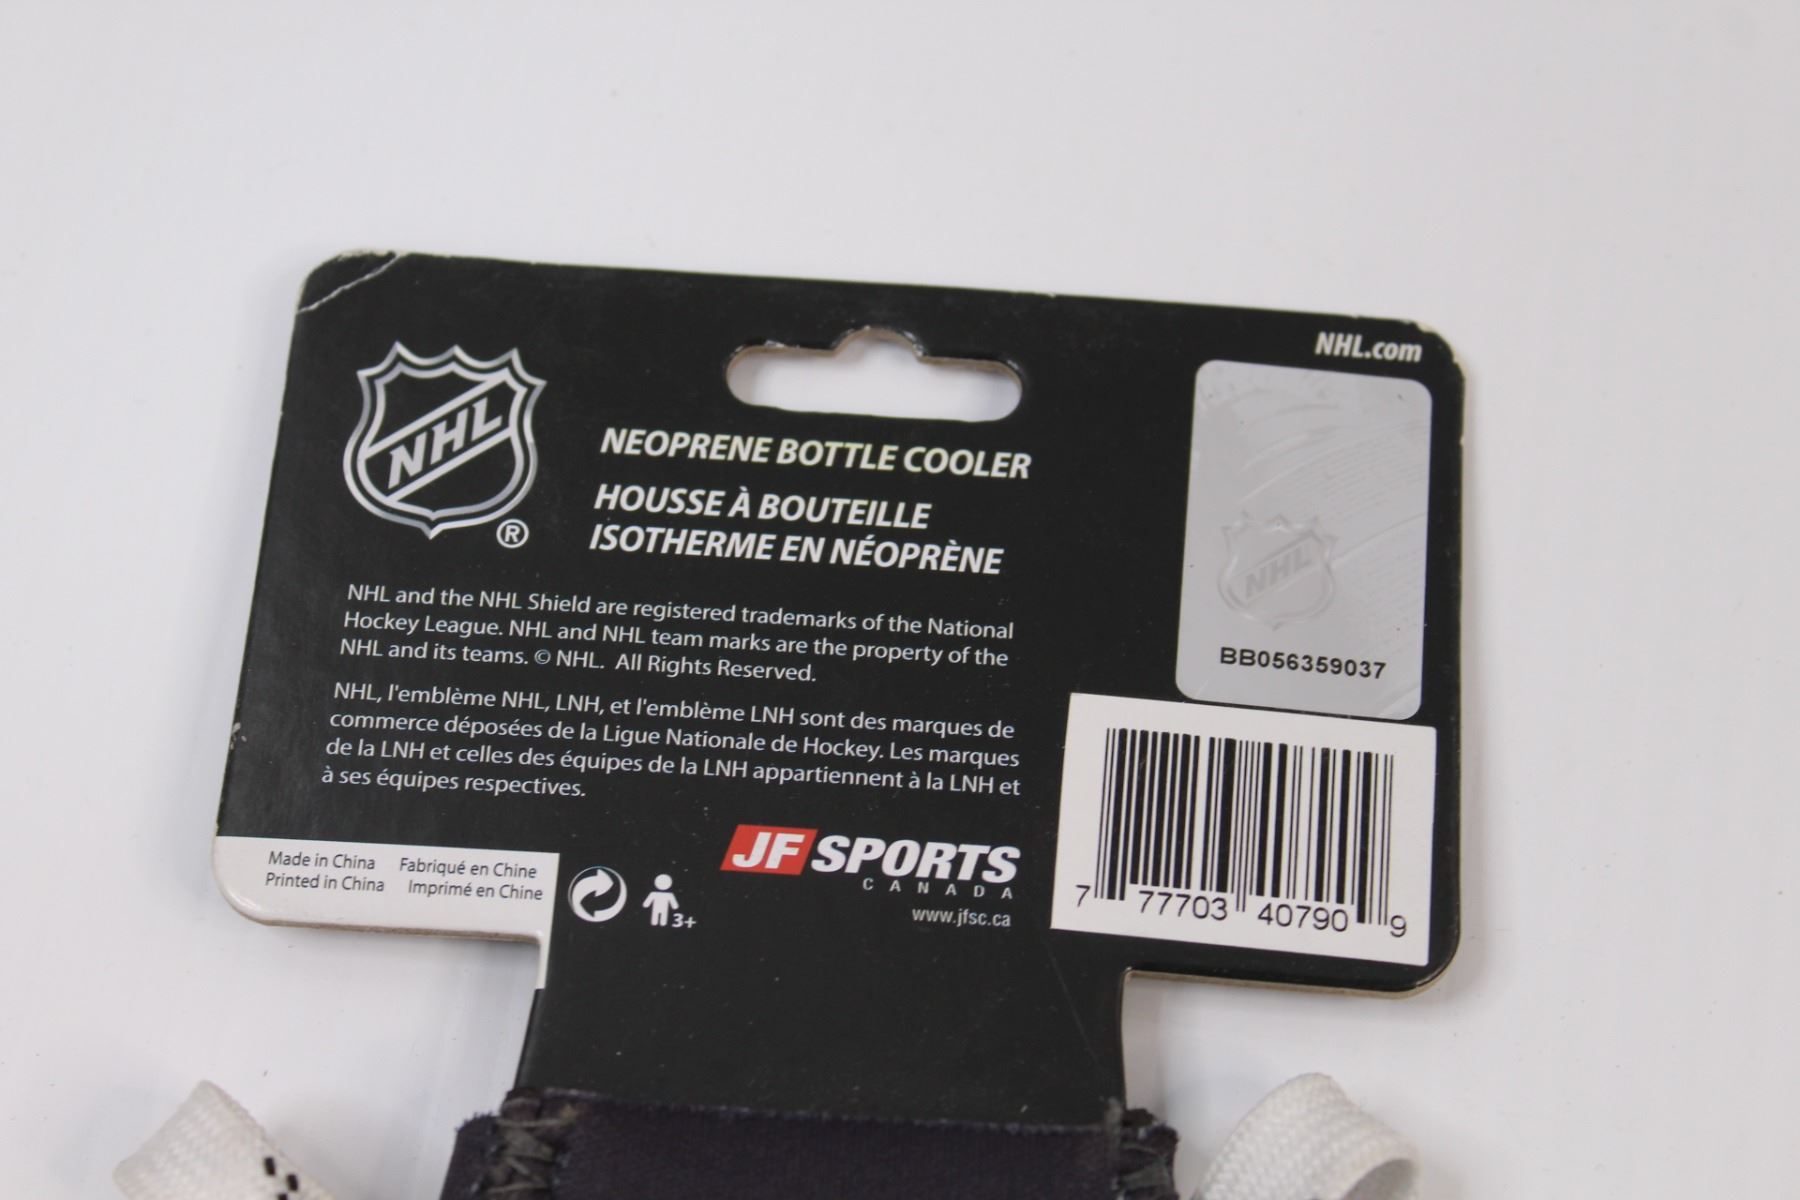 NHL.com
NHL
®
NEOPRENE BOTTLE COOLER
HOUSSE À BOUTEILLE
ISOTHERME EN NÉOPRÈNE
NHL and the NHL Shield are registered trademarks of the National
Hockey League. NHL and NHL team marks are the property of the
NHL and its teams. © NHL. All Rights Reserved.
NHL, l'emblème NHL, LNH, et l'emblème LNH sont des marques de
commerce déposées de la Ligue Nationale de Hockey. Les marques
de la LNH et celles des équipes de la LNH appartiennent à la LNH et
à ses équipes respectives.
NHL
BB056359037
Made in China Fabriqué en Chine
Printed in China Imprimé en Chine
3+
JF SPORTS
CANADA
www.jfsc.ca
7 77703 40790 9